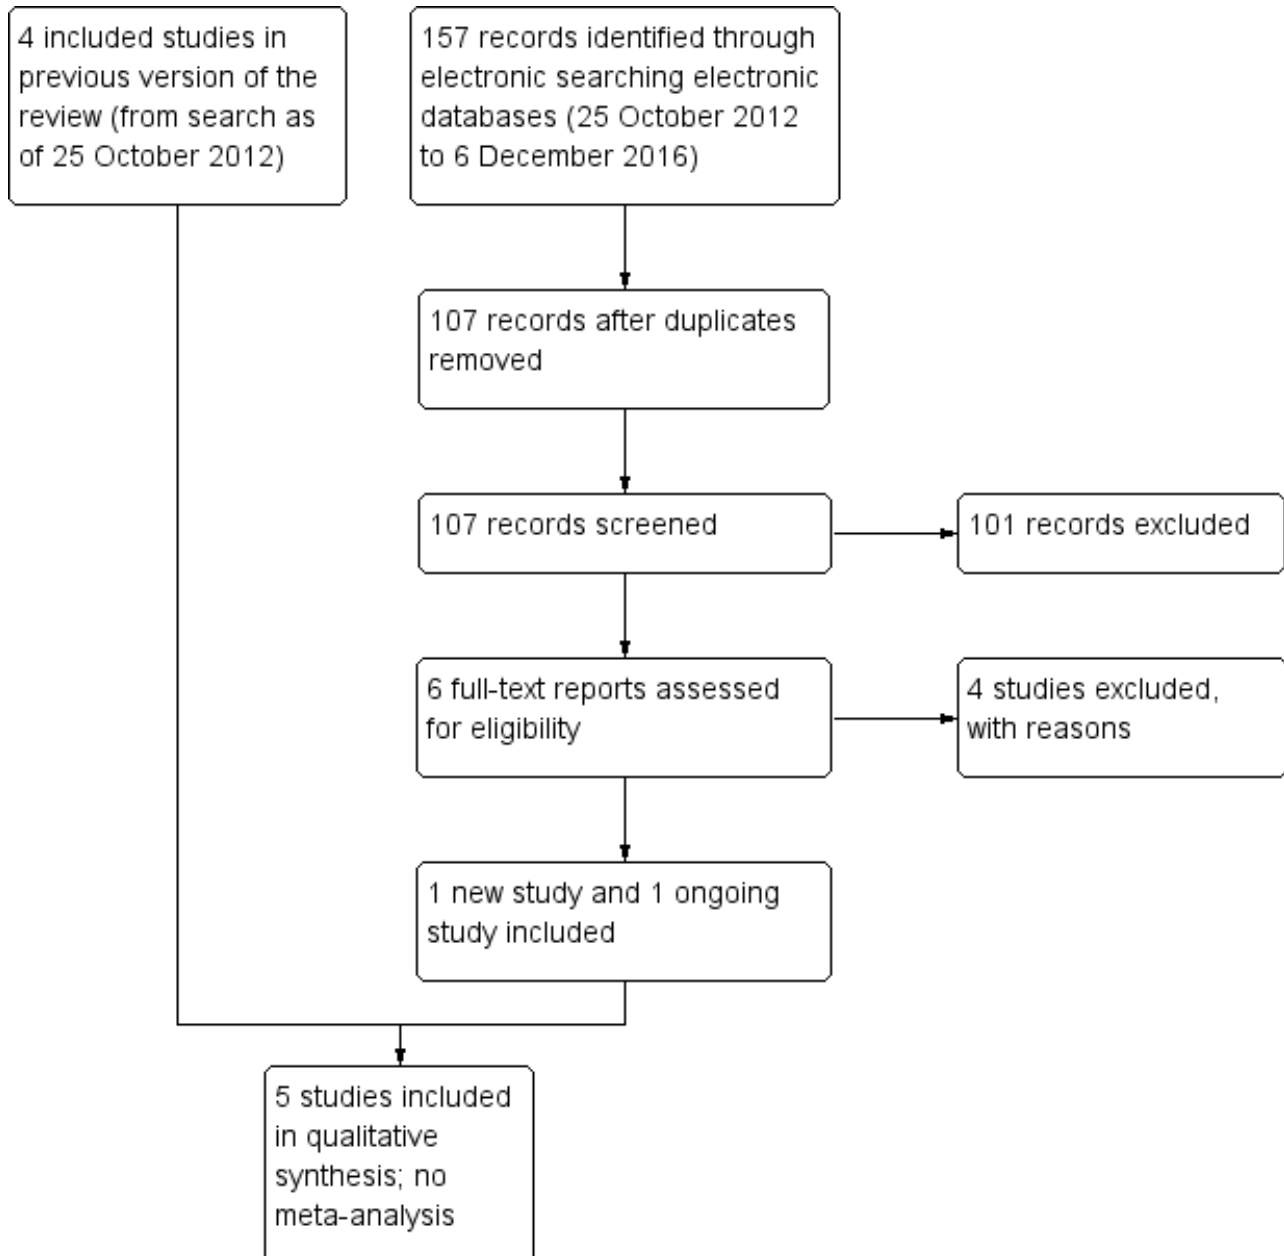 4 included studies in
previous version of the
review (from search as
of 25 October 2012)
157 records identified through
electronic searching electronic
databases (25 October 2012
to 6 December 2016)
107 records after duplicates
removed
107 records screened
101 records excluded
6 full-text reports assessed
for eligibility
4 studies excluded,
with reasons
1 new study and 1 ongoing
study included
5 studies included
in qualitative
synthesis; no
meta-analysis